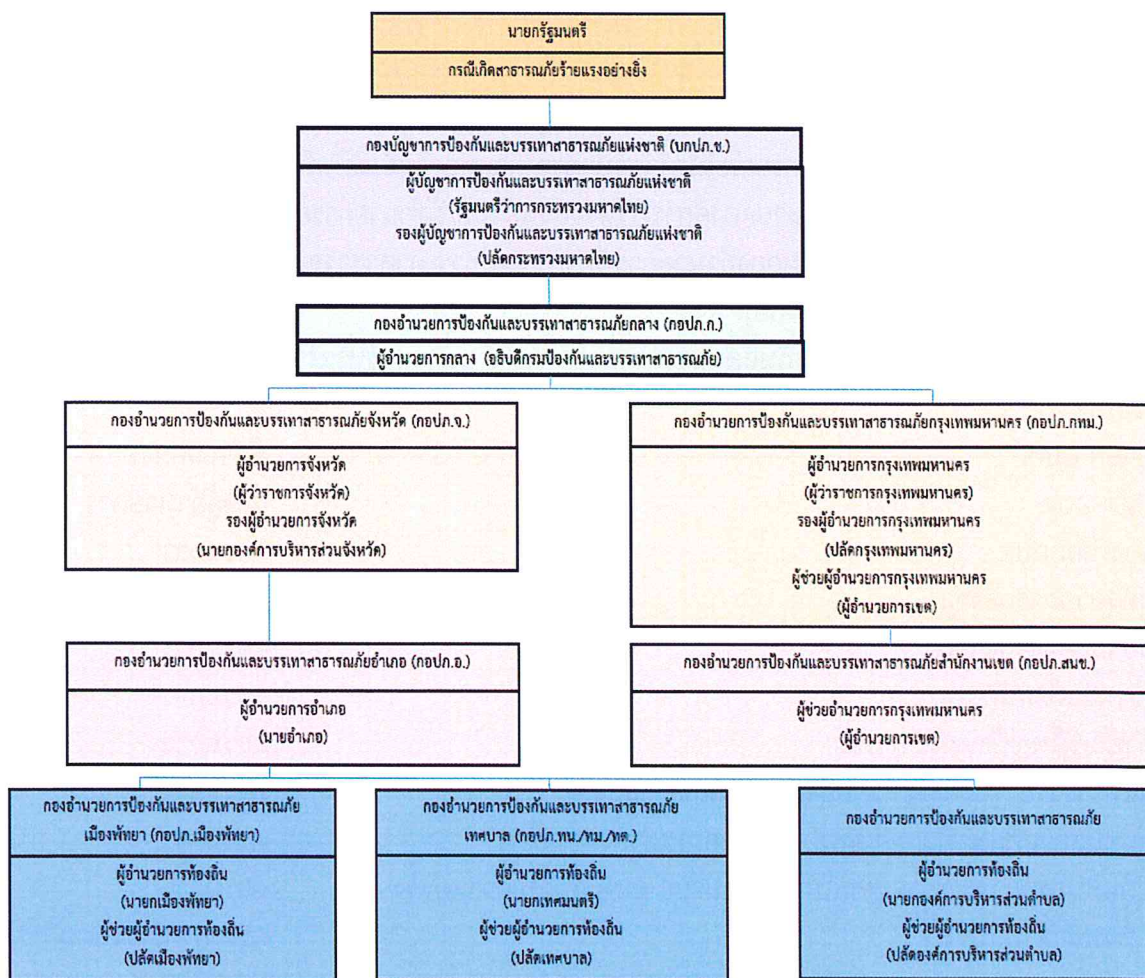 นายกรัฐมนตรี
กรณีเกิดสาธารณภัยร้ายแรงอย่างยิ่ง
กองบัญชาการป้องกันและบรรเทาสาธารณภัยแห่งชาติ (บกปภ.ช.)
ผู้บัญชาการป้องกันและบรรเทาสาธารณภัยแห่งชาติ
(รัฐมนตรีว่าการกระทรวงมหาดไทย)
รองผู้บัญชาการป้องกันและบรรเทาสาธารณภัยแห่งชาติ
(ปลัดกระทรวงมหาดไทย)
กองอำนวยการป้องกันและบรรเทาสาธารณภัยกลาง (กอปภ.ก.)
ผู้อำนวยการกลาง (อธิบดีกรมป้องกันและบรรเทาสาธารณภัย)
กองอำนวยการป้องกันและบรรเทาสาธารณภัยจังหวัด (กอปภ.จ.)
ผู้อำนวยการจังหวัด
(ผู้ว่าราชการจังหวัด)
รองผู้อำนวยการจังหวัด
(นายกองค์การบริหารส่วนจังหวัด)
กองอำนวยการป้องกันและบรรเทาสาธารณภัยกรุงเทพมหานคร (กอปภ.กทม.)
ผู้อำนวยการกรุงเทพมหานคร
(ผู้ว่าราชการกรุงเทพมหานคร)
รองผู้อำนวยการกรุงเทพมหานคร
(ปลัดกรุงเทพมหานคร)
ผู้ช่วยผู้อำนวยการกรุงเทพมหานคร
(ผู้อำนวยการเขต)
กองอำนวยการป้องกันและบรรเทาสาธารณภัยอำเภอ (กอปภ.อ.)
ผู้อำนวยการอำเภอ
(นายอำเภอ)
กองอำนวยการป้องกันและบรรเทาสาธารณภัยสำนักงานเขต (กอปภ.สนข.)
ผู้ช่วยอำนวยการกรุงเทพมหานคร
(ผู้อำนวยการเขต)
กองอำนวยการป้องกันและบรรเทาสาธารณภัย
เมืองพัทยา (กอปภ.เมืองพัทยา)
ผู้อำนวยการท้องถิ่น
(นายกเมืองพัทยา)
ผู้ช่วยผู้อำนวยการท้องถิ่น
(ปลัดเมืองพัทยา)
กองอำนวยการป้องกันและบรรเทาสาธารณภัย
เทศบาล (กอปภ.ทน./ทม./ทต.)
ผู้อำนวยการท้องถิ่น
(นายกเทศมนตรี)
ผู้ช่วยผู้อำนวยการท้องถิ่น
(ปลัดเทศบาล)
กองอำนวยการป้องกันและบรรเทาสาธารณภัย
ผู้อำนวยการท้องถิ่น
(นายกองค์การบริหารส่วนตำบล)
ผู้ช่วยผู้อำนวยการท้องถิ่น
(ปลัดองค์การบริหารส่วนตำบล)